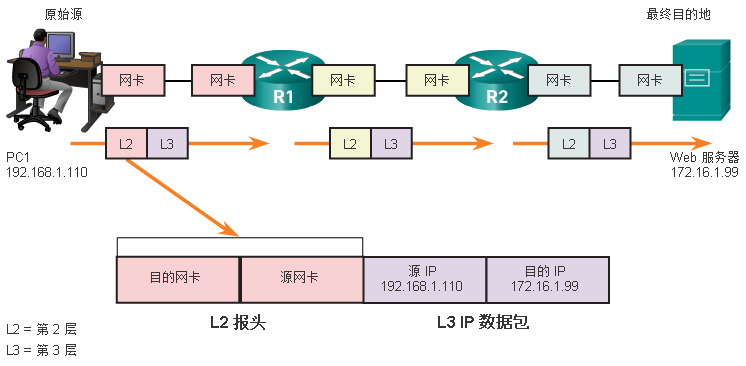 原始源
最终目的地
网卡
网卡
R1
网卡
网卡
R2
网卡
网卡
PC1
192.168.1.110
L2
L3
L2
L3
L2
L3
Web 服务器
172.16.1.99
目的网卡
源网卡
源 IP
192.168.1.110
目的 IP
172.16.1.99
L2 报头
L3 IP 数据包
L2 = 第 2 层
L3 = 第 3 层